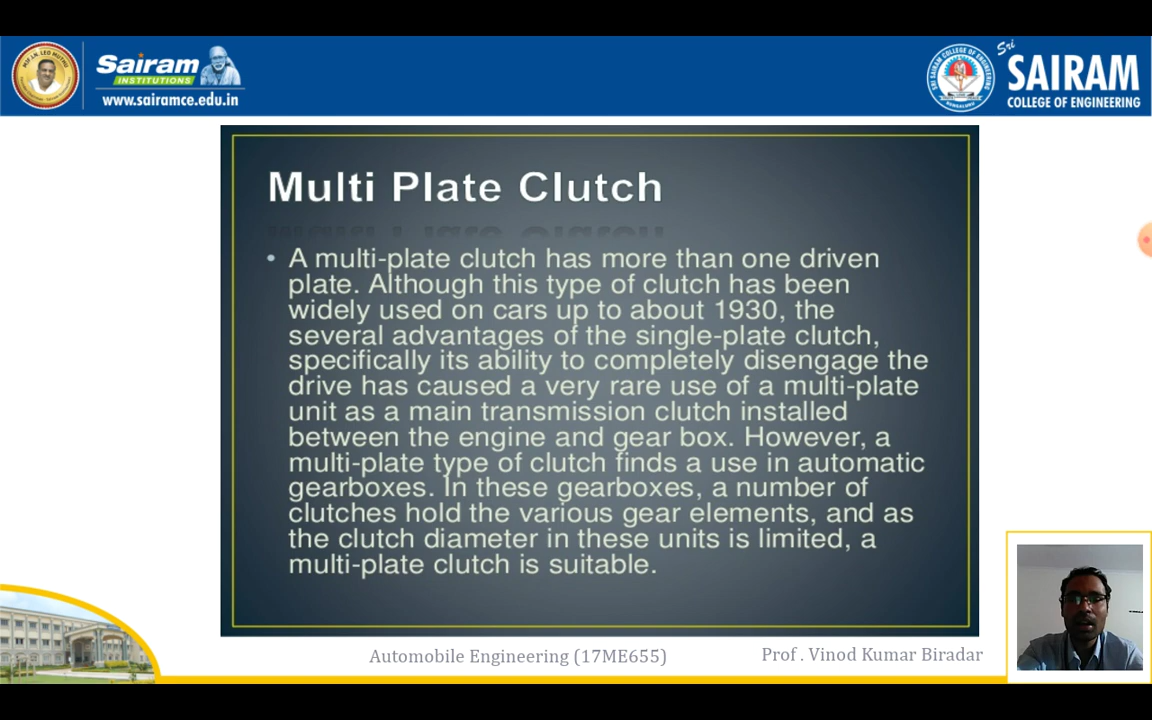 Sairam
INSTITUTIONS
www.sairamce.edu.in
Sri
SAIRAM
COLLEGE OF ENGINEERING
Multi Plate Clutch
• A multi-plate clutch has more than one driven
plate. Although this type of clutch has been
widely used on cars up to about 1930, the
several advantages of the single-plate clutch,
specifically its ability to completely disengage the
drive has caused a very rare use of a multi-plate
unit as a main transmission clutch installed
between the engine and gear box. However, a
multi-plate type of clutch finds a use in automatic
gearboxes. In these gearboxes, a number of
clutches hold the various gear elements, and as
the clutch diameter in these units is limited, a
multi-plate clutch is suitable.
Automobile Engineering (17ME655)
Prof . Vinod Kumar Biradar